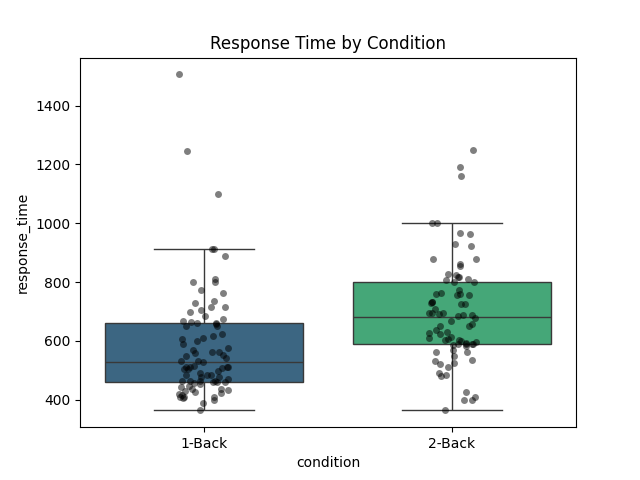 Response Time by Condition
1400
1200
1000
800
600
400
response_time
1-Back
2-Back
condition